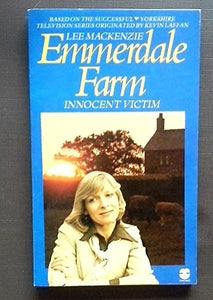 BASED ON THE SUCCESSFUL YORKSHIRE
TELEVISION SERIES ORIGINATED BY KEVIN LAFFAN
LEE MACKENZIE
Emmerdale
Farm
INNOCENT VICTIM